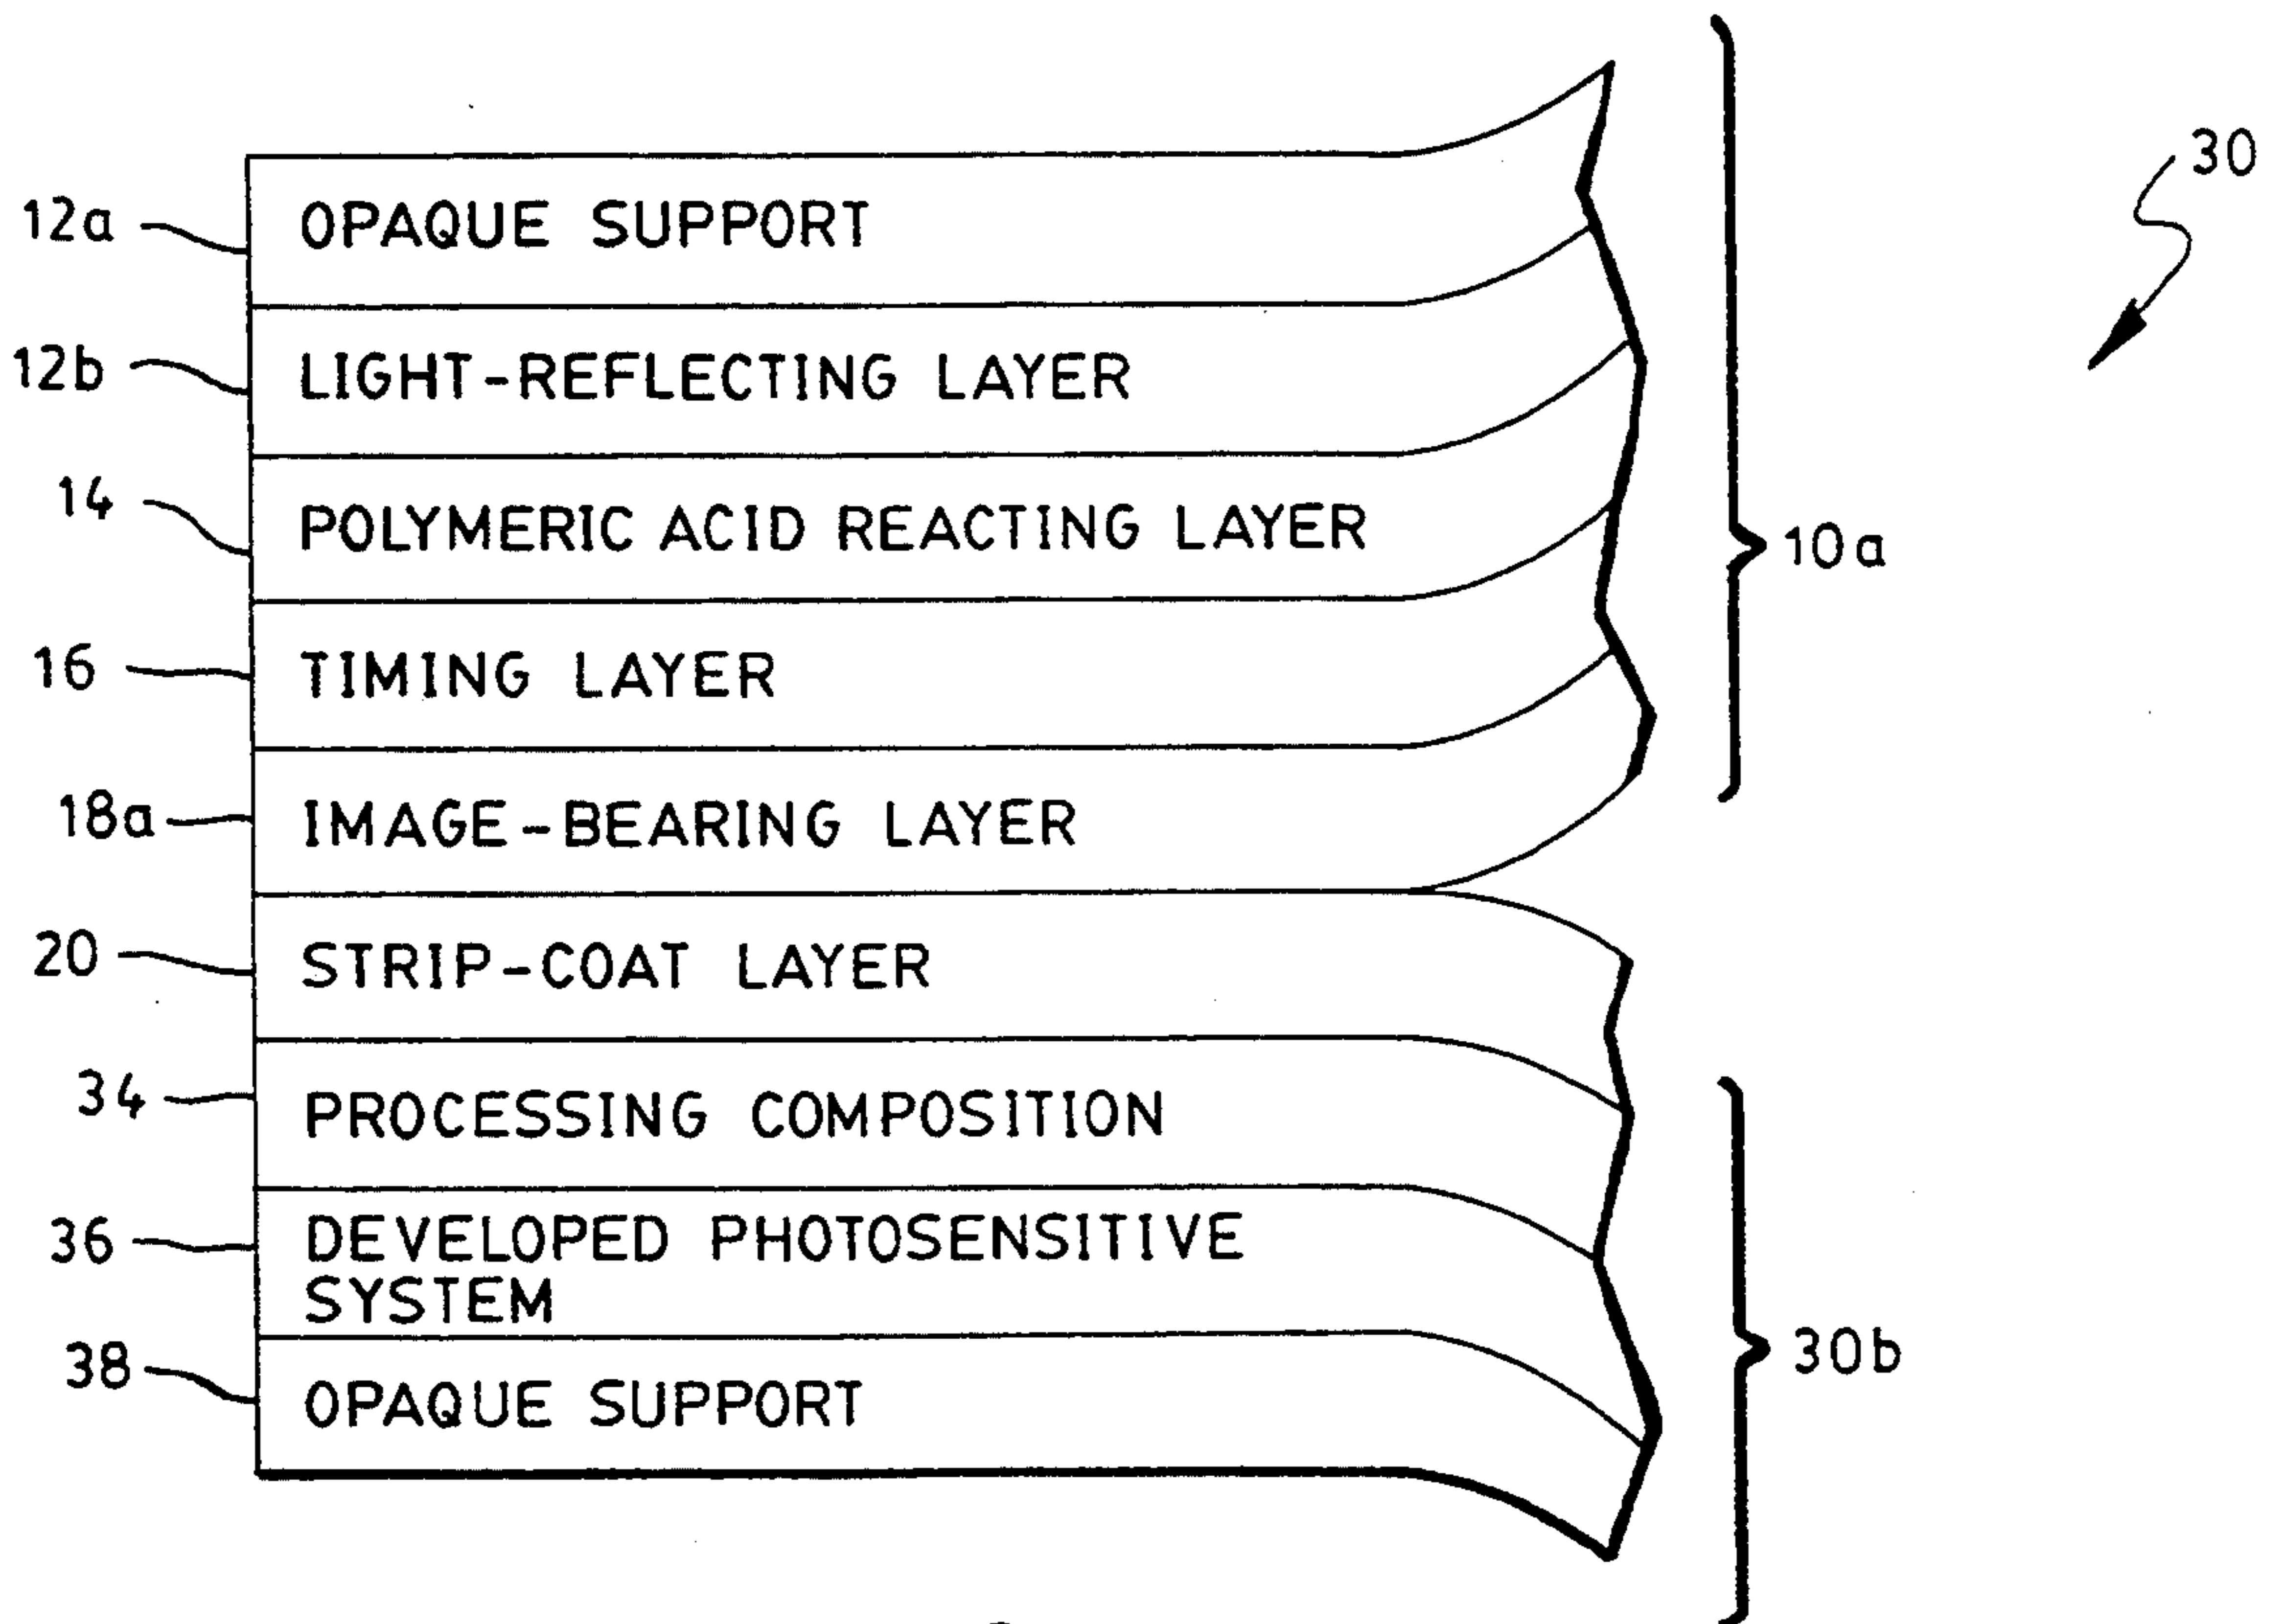 30
12a OPAQUE SUPPORT
12b LIGHT-REFLECTING LAYER
14 POLYMERIC ACID REACTING LAYER
10a
16 TIMING LAYER
18a IMAGE-BEARING LAYER
20 STRIP-COAT LAYER
34 PROCESSING COMPOSITION
36 DEVELOPED PHOTOSENSITIVE
SYSTEM
30b
38 OPAQUE SUPPORT